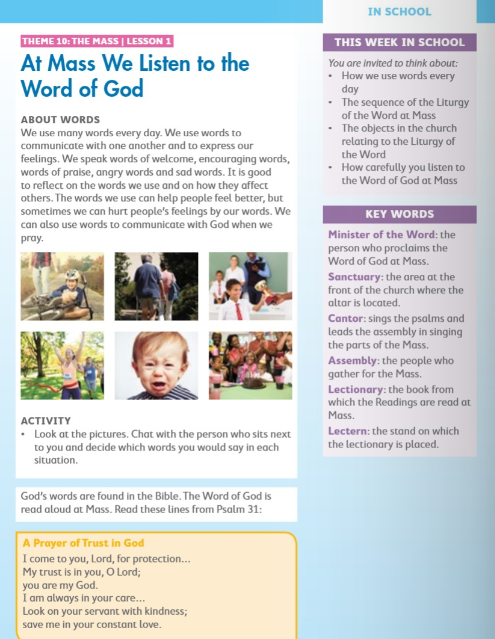 IN SCHOOL
THEME 10: THE MASS | LESSON 1
At Mass We Listen to the
Word of God
ABOUT WORDS
We use many words every day. We use words to
communicate with one another and to express our
feelings. We speak words of welcome, encouraging words,
words of praise, angry words and sad words. It is good
to reflect on the words we use and on how they affect
others. The words we use can help people feel better, but
sometimes we can hurt people's feelings by our words. We
can also use words to communicate with God when we
pray.
ACTIVITY
• Look at the pictures. Chat with the person who sits next
to you and decide which words you would say in each
situation.
God's words are found in the Bible. The Word of God is
read aloud at Mass. Read these lines from Psalm 31:
A Prayer of Trust in God
I come to you, Lord, for protection…
My trust is in you, O Lord;
you are my God.
I am always in your care…
Look on your servant with kindness;
save me in your constant love.
THIS WEEK IN SCHOOL
You are invited to think about:
• How we use words every
day
• The sequence of the Liturgy
of the Word at Mass
• The objects in the church
relating to the Liturgy of
the Word
• How carefully you listen to
the Word of God at Mass
KEY WORDS
Minister of the Word: the
person who proclaims the
Word of God at Mass.
Sanctuary: the area at the
front of the church where the
altar is located.
Cantor: sings the psalms and
leads the assembly in singing
the parts of the Mass.
Assembly: the people who
gather for the Mass.
Lectionary: the book from
which the Readings are read at
Mass.
Lectern: the stand on which
the lectionary is placed.